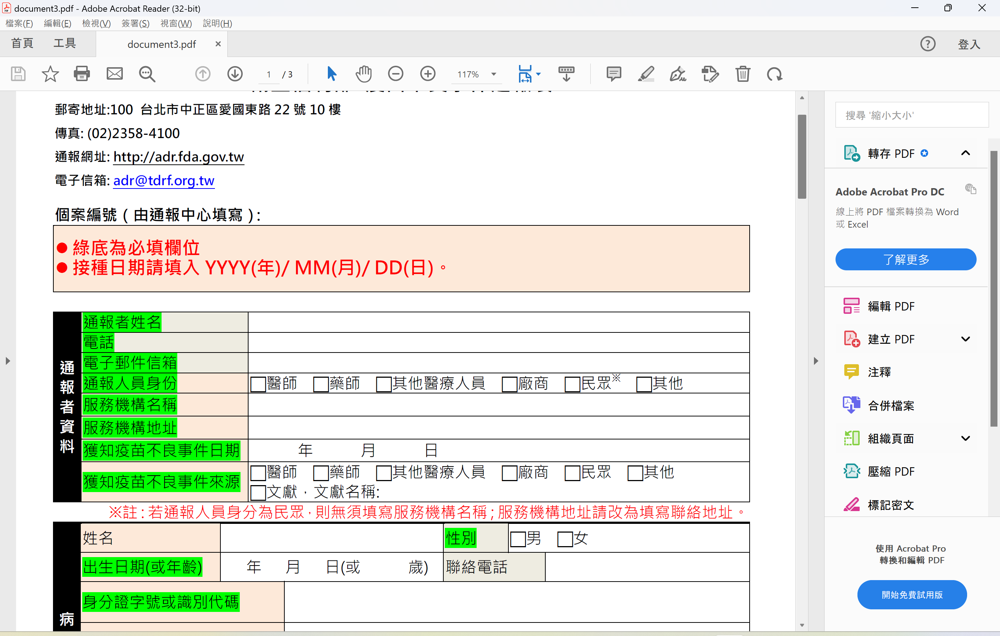 document3.pdf - Adobe Acrobat Reader (32-bit)
檔案(F) 編輯(E) 檢視(V) 簽署(S) 視窗(W) 說明(H)
首頁 工具 document3.pdf × ? 登入
1 / 3 117%
郵寄地址:100 台北市中正區愛國東路 22 號 10 樓
傳真: (02)2358-4100
通報網址: http://adr.fda.gov.tw
電子信箱: adr@tdrf.org.tw
個案編號 ( 由通報中心填寫 ) :
● 綠底為必填欄位
● 接種日期請填入 YYYY(年)/ MM(月)/ DD(日)。
通報者資料
通報者姓名
電話
電子郵件信箱
通報人員身份 □醫師 □藥師 □其他醫療人員 □廠商 □民眾※ □其他
服務機構名稱
服務機構地址
獲知疫苗不良事件日期 年 月 日
獲知疫苗不良事件來源 □醫師 □藥師 □其他醫療人員 □廠商 □民眾 □其他
□文獻，文獻名稱:
※註 : 若通報人員身分為民眾，則無須填寫服務機構名稱 ; 服務機構地址請改為填寫聯絡地址。
姓名 性別 □男 □女
出生日期(或年齡) 年 月 日(或 歲) 聯絡電話
身分證字號或識別代碼
病
搜尋 '縮小大小'
轉存 PDF
Adobe Acrobat Pro DC
線上將 PDF 檔案轉換為 Word
或 Excel
了解更多
編輯 PDF
建立 PDF
注釋
合併檔案
組織頁面
壓縮 PDF
標記密文
使用 Acrobat Pro
轉換和編輯 PDF
開始免費試用版